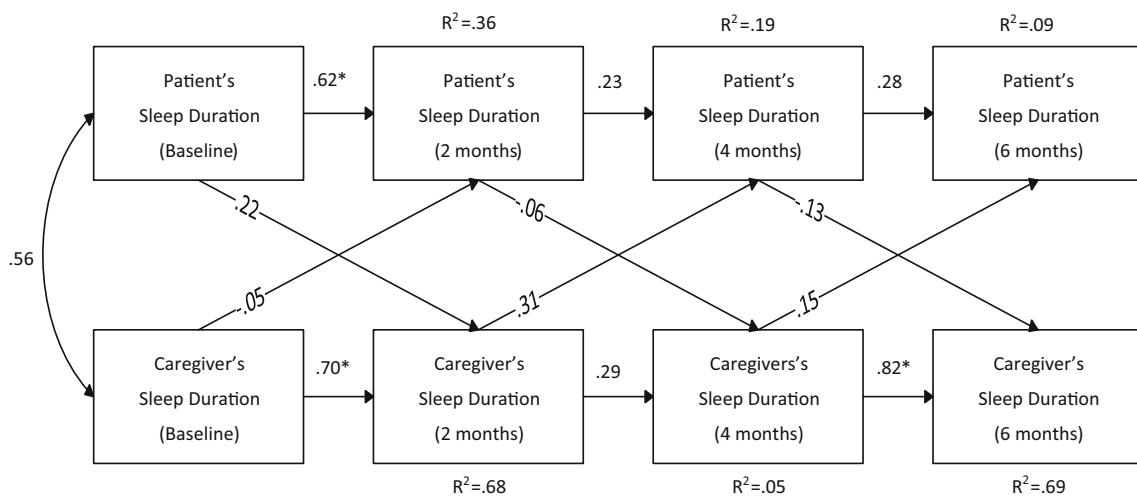 R²=.36
R²=.19
R²=.09
Patient's
Sleep Duration
(Baseline)
.62*
Patient's
Sleep Duration
(2 months)
.23
Patient's
Sleep Duration
(4 months)
.28
Patient's
Sleep Duration
(6 months)
.56
.22
-.05
-.06
.31
-.13
.15
Caregiver's
Sleep Duration
(Baseline)
.70*
Caregiver's
Sleep Duration
(2 months)
.29
Caregivers's
Sleep Duration
(4 months)
.82*
Caregiver's
Sleep Duration
(6 months)
R²=.68
R²=.05
R²=.69